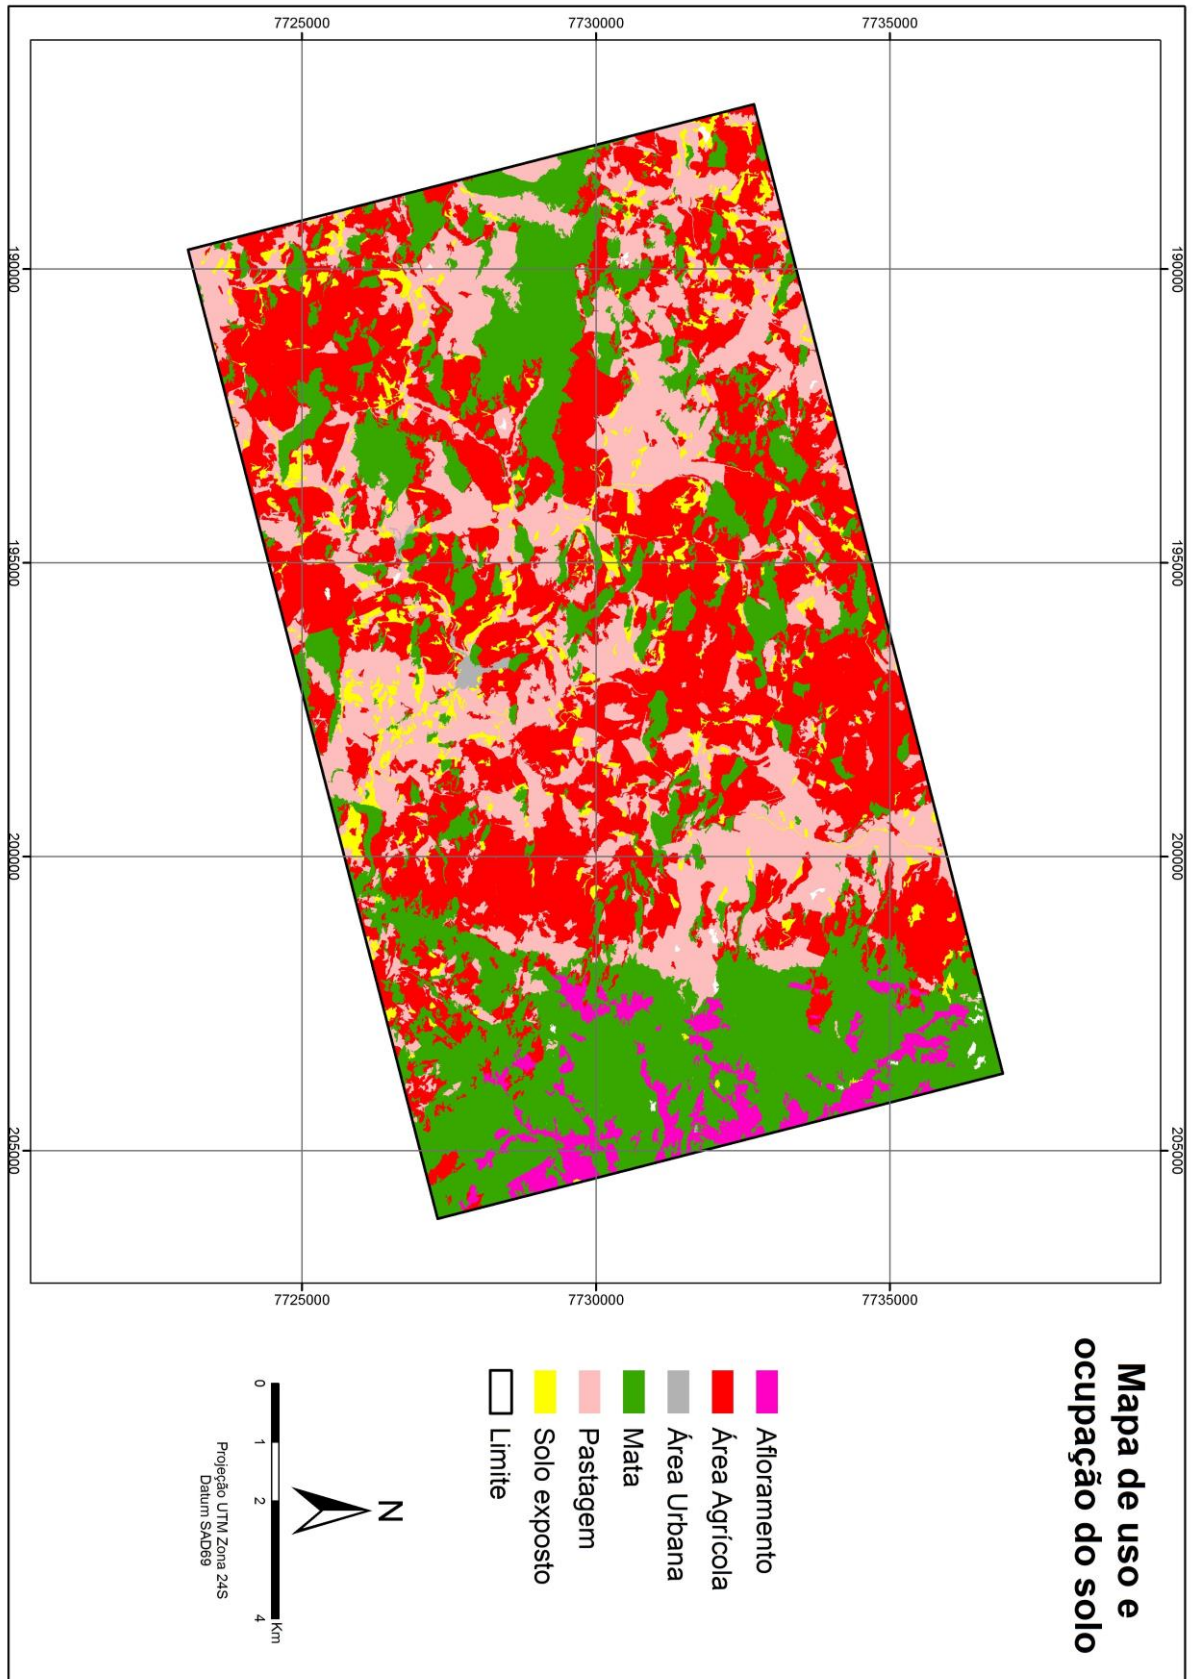 Mapa de uso e
ocupação do solo
190000
195000
200000
205000
7735000
7735000
7730000
7730000
7725000
7725000
190000
195000
200000
205000
Afloramento
Área Agrícola
Área Urbana
Mata
Pastagem
Solo exposto
Limite
N
0 1 2 4
Km
Projeção UTM Zona 24S
Datum SAD69